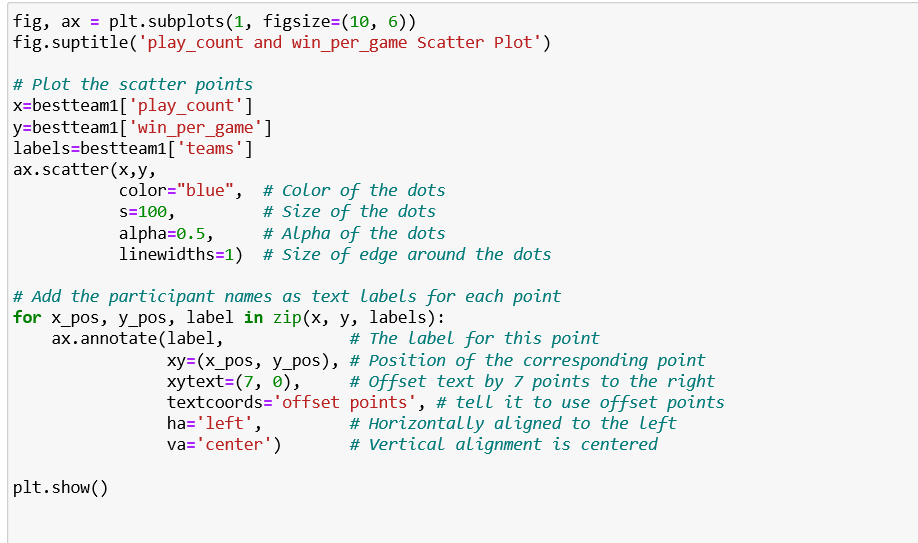 fig, ax = plt.subplots(1, figsize=(10, 6))
fig.suptitle('play_count and win_per_game Scatter Plot')

# Plot the scatter points
x=bestteam1['play_count']
y=bestteam1['win_per_game']
labels=bestteam1['teams']
ax.scatter(x,y,
           color="blue",  # Color of the dots
           s=100,         # Size of the dots
           alpha=0.5,     # Alpha of the dots
           linewidths=1)  # Size of edge around the dots

# Add the participant names as text labels for each point
for x_pos, y_pos, label in zip(x, y, labels):
    ax.annotate(label,             # The label for this point
                xy=(x_pos, y_pos), # Position of the corresponding point
                xytext=(7, 0),     # Offset text by 7 points to the right
                textcoords='offset points', # tell it to use offset points
                ha='left',         # Horizontally aligned to the left
                va='center')       # Vertical alignment is centered

plt.show()